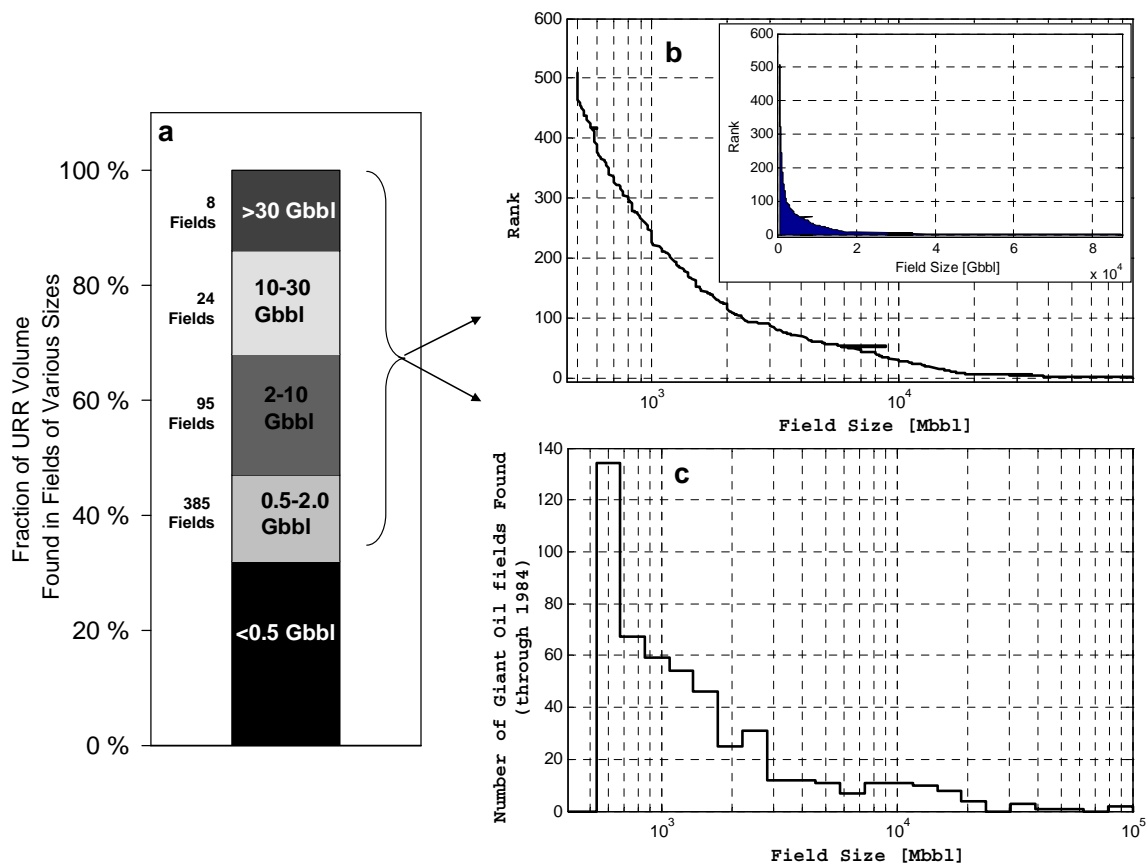 a
Fraction of URR Volume
Found in Fields of Various Sizes
100 %
80 %
60 %
40 %
20 %
0 %
8
Fields
24
Fields
95
Fields
385
Fields
>30 Gbbl
10-30
Gbbl
2-10
Gbbl
0.5-2.0
Gbbl
<0.5 Gbbl
b
Rank
600
500
400
300
200
100
0
10^3
10^4
Field Size [Mbbl]
Rank
600
500
400
300
200
100
0
0
2
4
6
8
x 10^4
Field Size [Gbbl]
c
Number of Giant Oil fields Found
(through 1984)
140
120
100
80
60
40
20
0
10^3
10^4
10^5
Field Size [Mbbl]